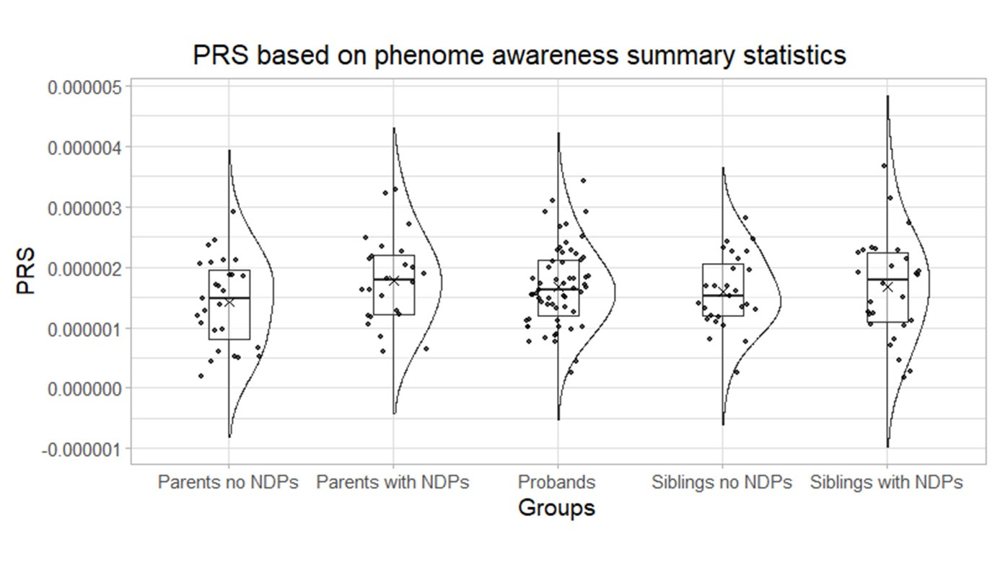 PRS based on phenome awareness summary statistics
0.000005
0.000004
0.000003
0.000002
0.000001
0.000000
-0.000001
PRS
Parents no NDPs Parents with NDPs Probands Siblings no NDPs Siblings with NDPs
Groups